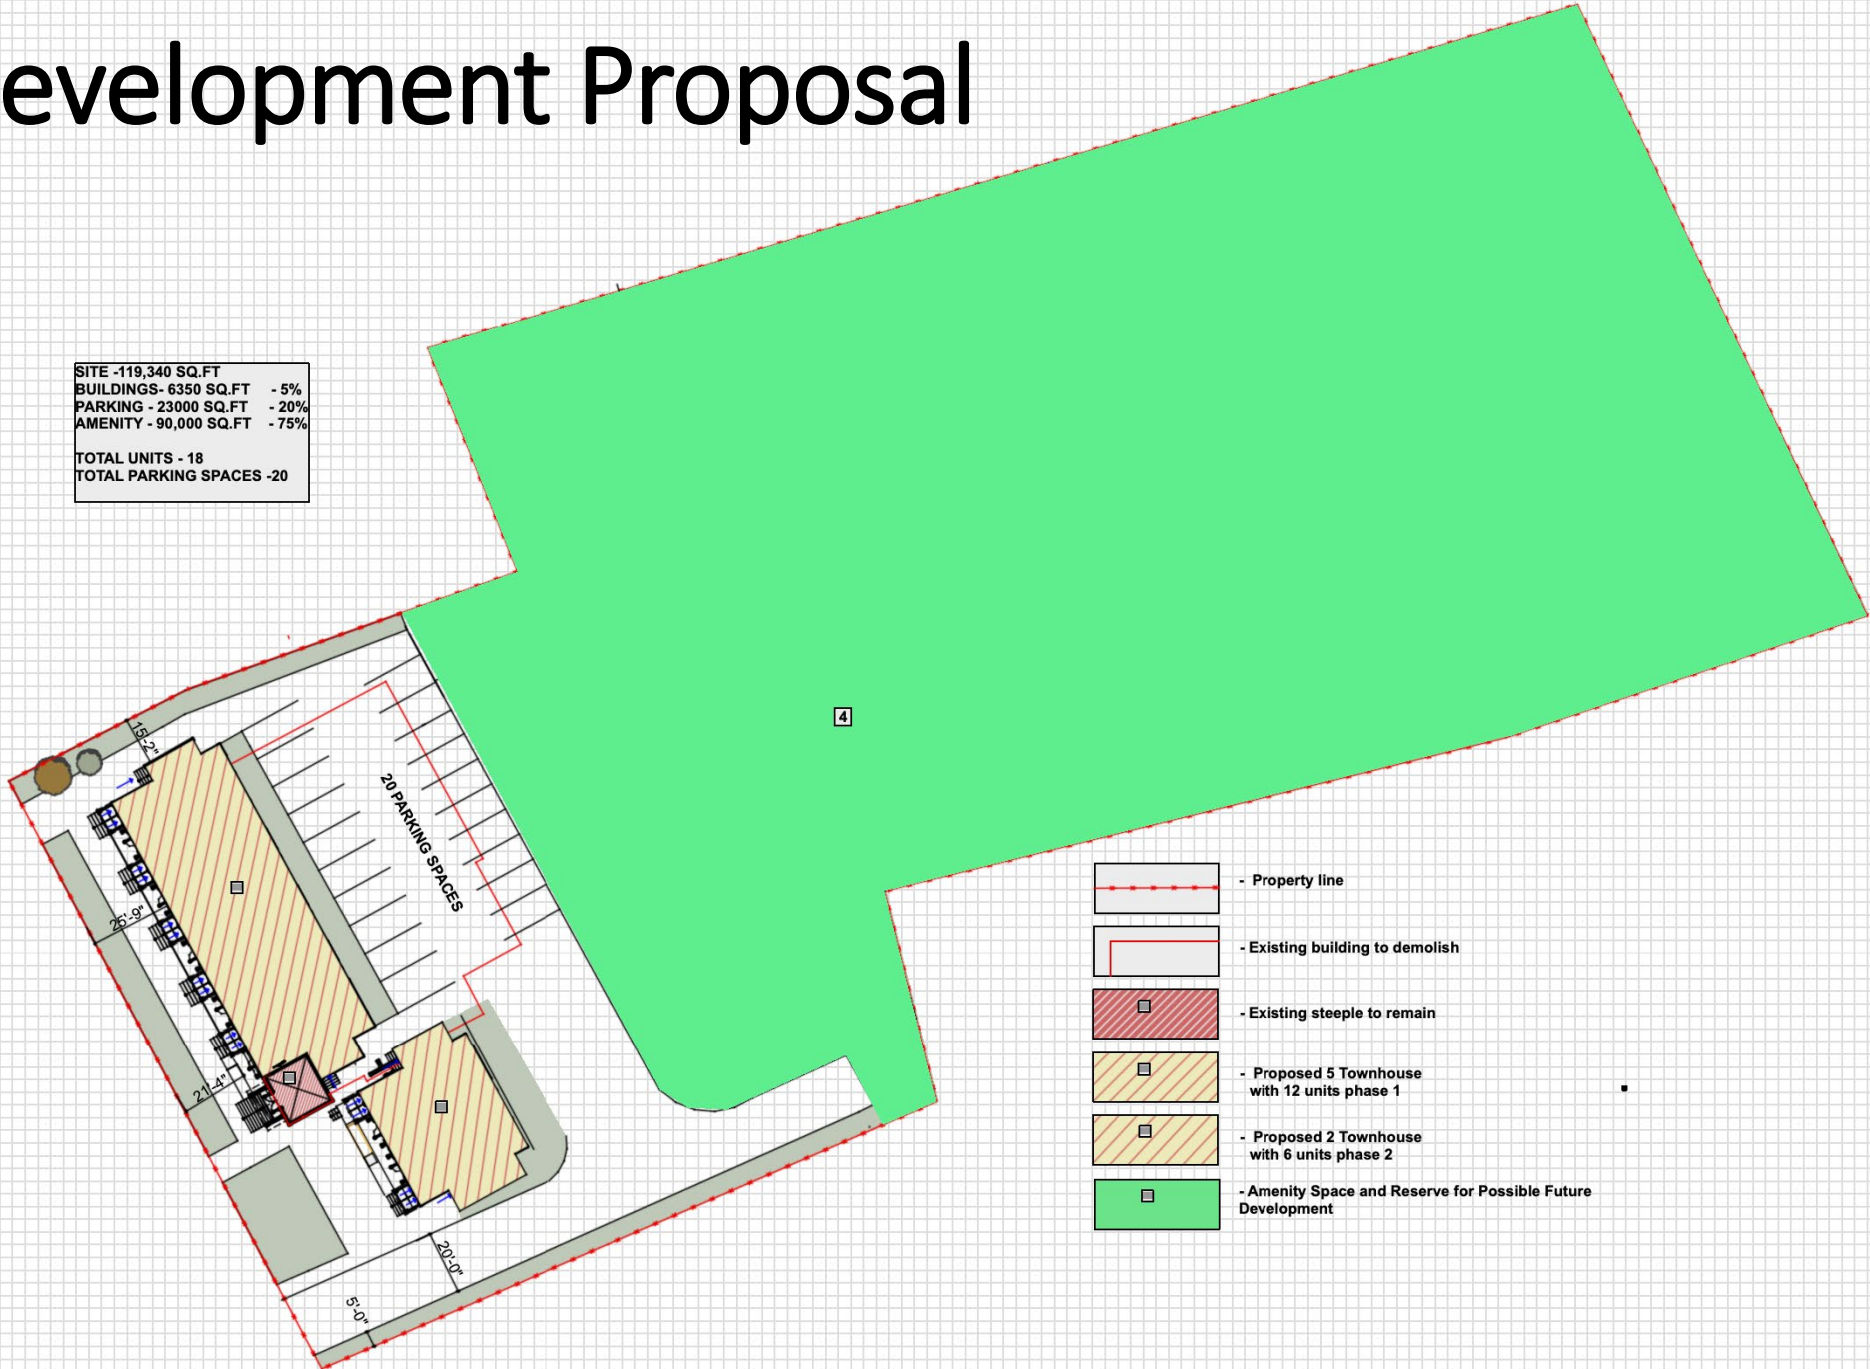 evelopment Proposal
SITE -119,340 SQ.FT
BUILDINGS- 6350 SQ.FT - 5%
PARKING - 23000 SQ.FT - 20%
AMENITY - 90,000 SQ.FT - 75%
TOTAL UNITS - 18
TOTAL PARKING SPACES -20
4
15'-2"
20 PARKING SPACES
25'-9"
21'-4"
20'-0"
5'-0"
- Property line
- Existing building to demolish
- Existing steeple to remain
- Proposed 5 Townhouse
with 12 units phase 1
- Proposed 2 Townhouse
with 6 units phase 2
- Amenity Space and Reserve for Possible Future
Development